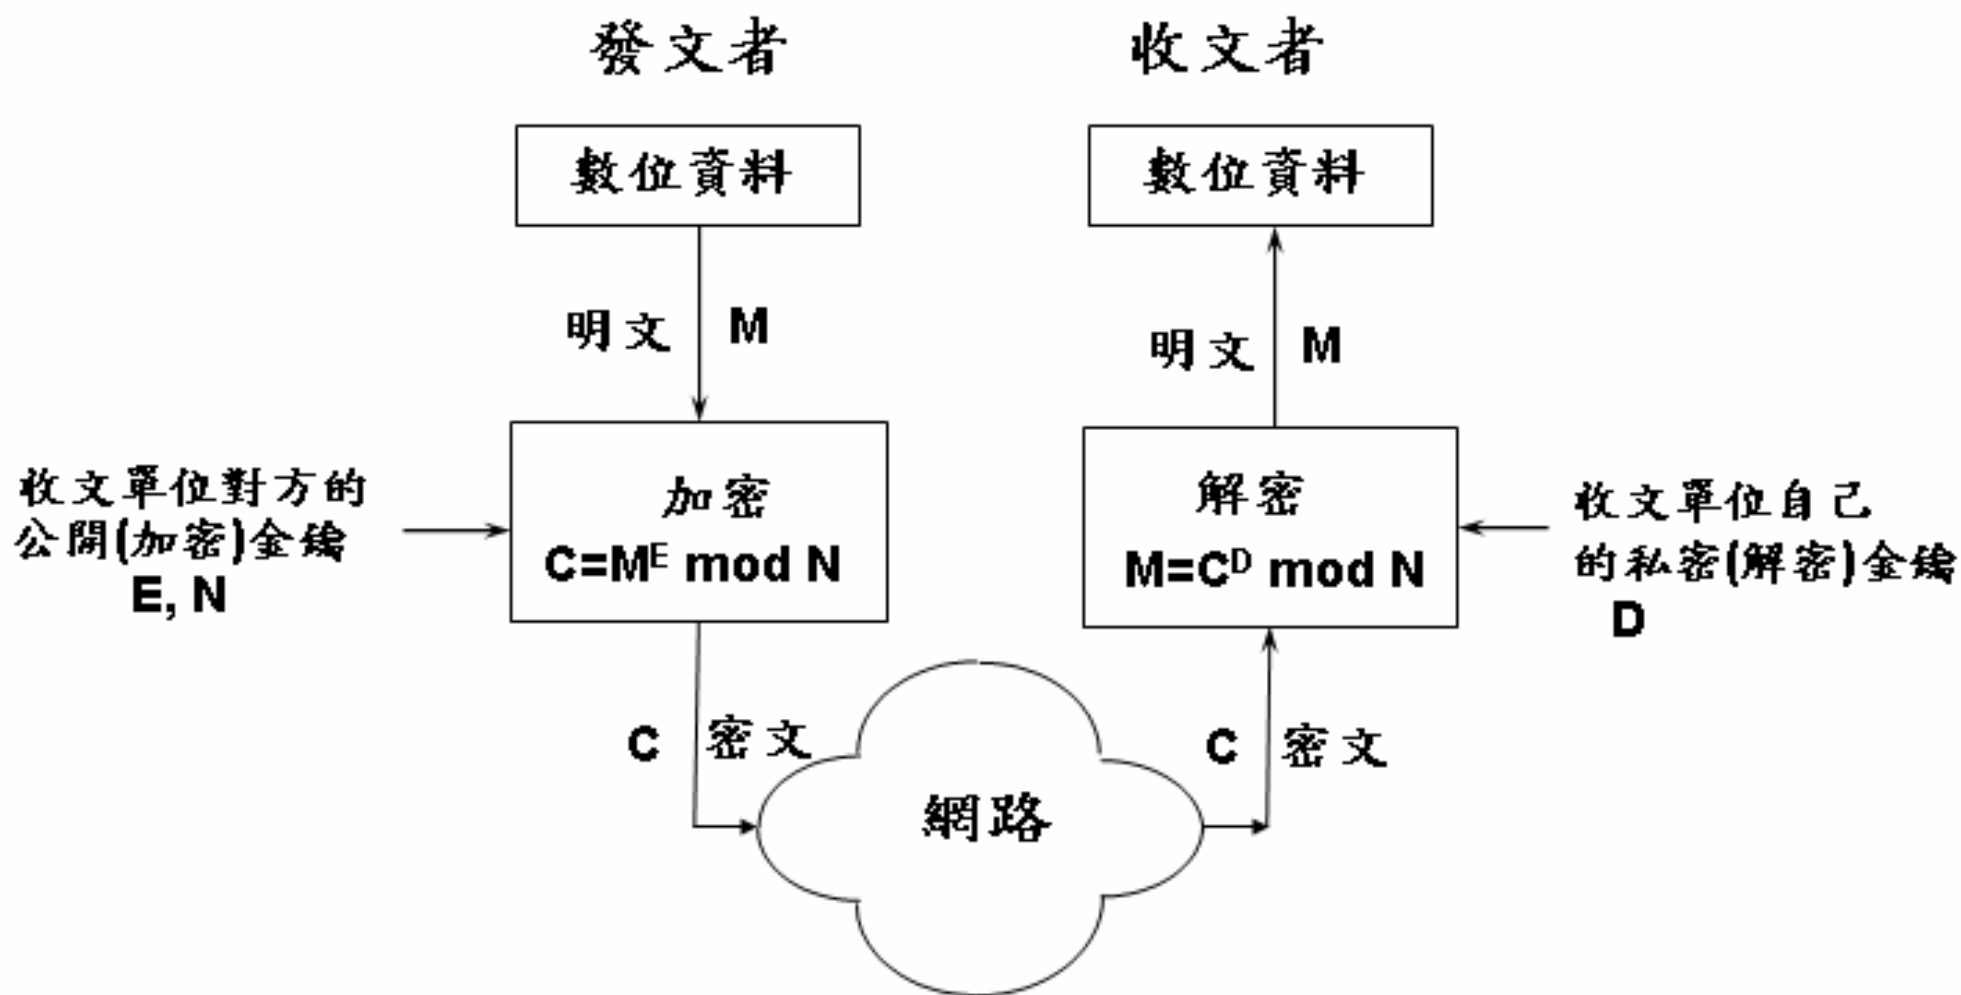 發文者
收文者
數位資料
數位資料
明文 M
明文 M
收文單位對方的
公開(加密)金鑰
E, N
加密
C=M^E mod N
解密
M=C^D mod N
收文單位自己
的私密(解密)金鑰
D
C 密文
C 密文
網路